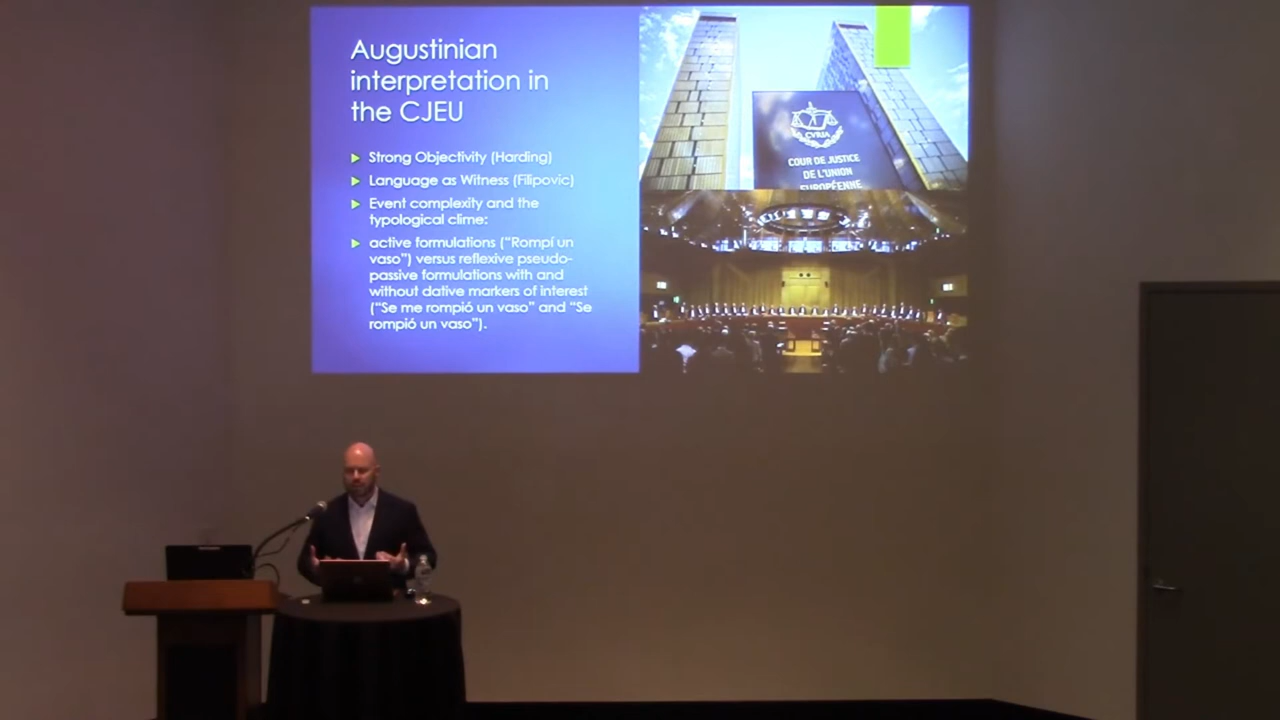 Augustinian
interpretation in
the CJEU
Strong Objectivity (Harding)
Language as Witness (Filipovic)
Event complexity and the
typological clime:
active formulations (“Rompí un
vaso”) versus reflexive pseudo-
passive formulations with and
without dative markers of interest
(“Se me rompió un vaso” and “Se
rompió un vaso”).
CVRIA
COUR DE JUSTICE
DE L'UNION
EUROPÉENNE